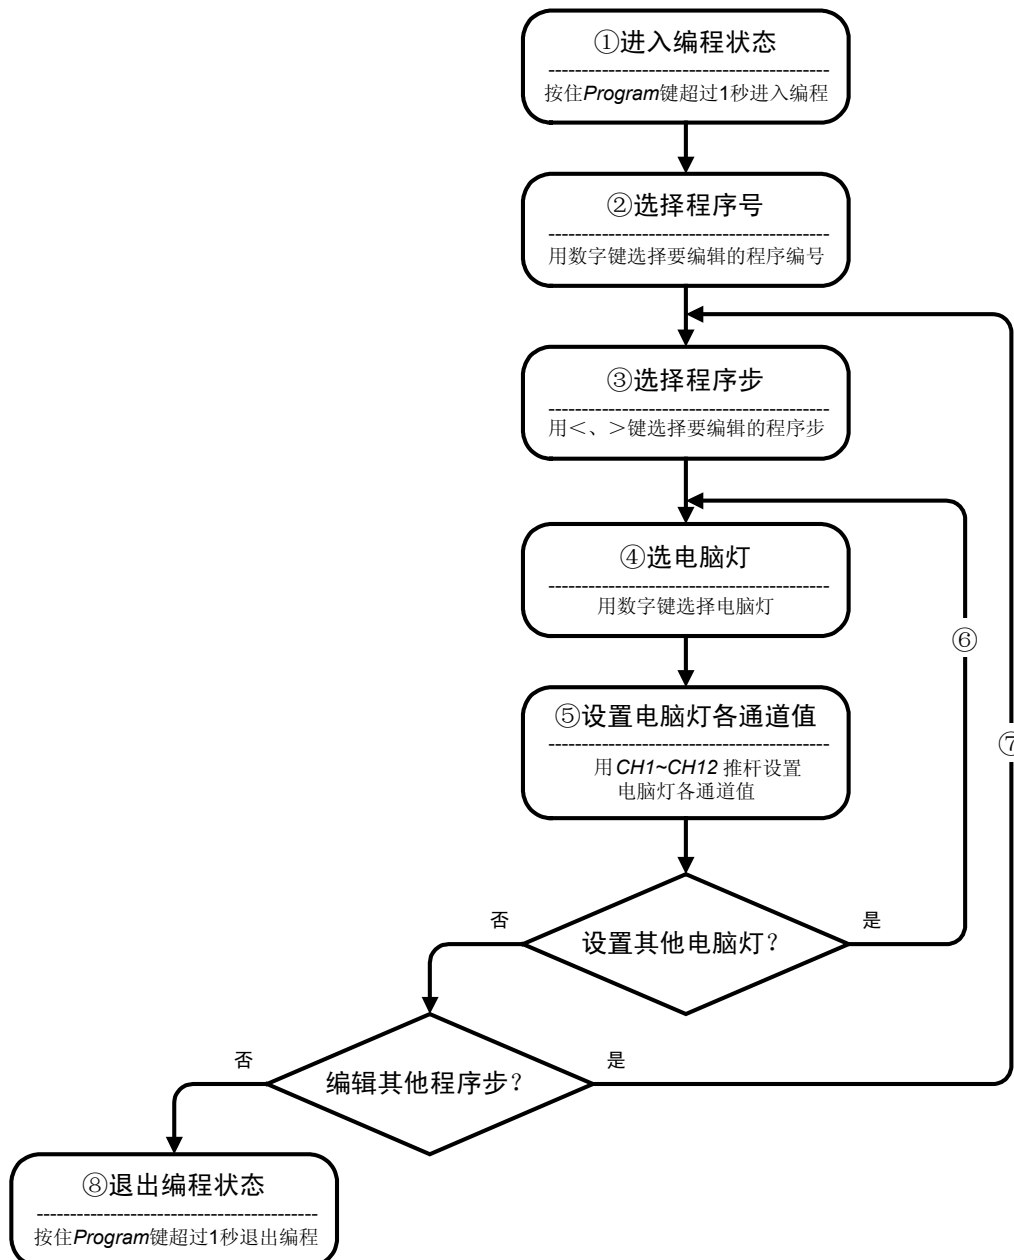 ①进入编程状态
按住Program键超过1秒进入编程
②选择程序号
用数字键选择要编辑的程序编号
③选择程序步
用＜、＞键选择要编辑的程序步
④选电脑灯
用数字键选择电脑灯
⑥
⑤设置电脑灯各通道值
用CH1~CH12 推杆设置
电脑灯各通道值
⑦
否
设置其他电脑灯？
是
否
编辑其他程序步？
是
⑧退出编程状态
按住Program键超过1秒退出编程